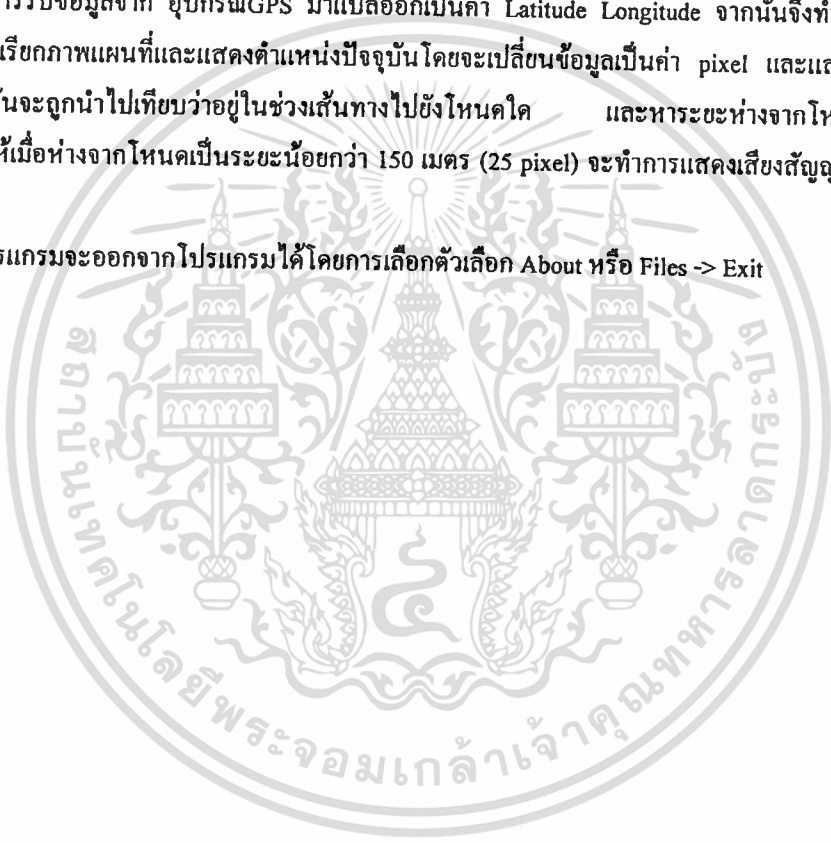 ารรับข้อมูลจาก อุปกรณ์GPS มาแปลออกเป็นค่า Latitude Longitude จากนั้นจึงทำ
เรียกภาพแผนที่และแสดงตำแหน่งปัจจุบันโดยจะเปลี่ยนข้อมูลเป็นค่า pixel และแส
ันจะถูกนำไปเทียบว่าอยู่ในช่วงเส้นทางไปยังโหนดใด และหาระยะห่างจากโห
ห้เมื่อห่างจากโหนดเป็นระยะน้อยกว่า 150 เมตร (25 pixel) จะทำการแสดงเสียงสัญญ
รแกรมจะออกจากโปรแกรมได้โดยการเลือกตัวเลือก About หรือ Files -> Exit
สถาบันเทคโนโลยีพระจอมเกล้าเจ้าคุณทหารลาดกระบัง